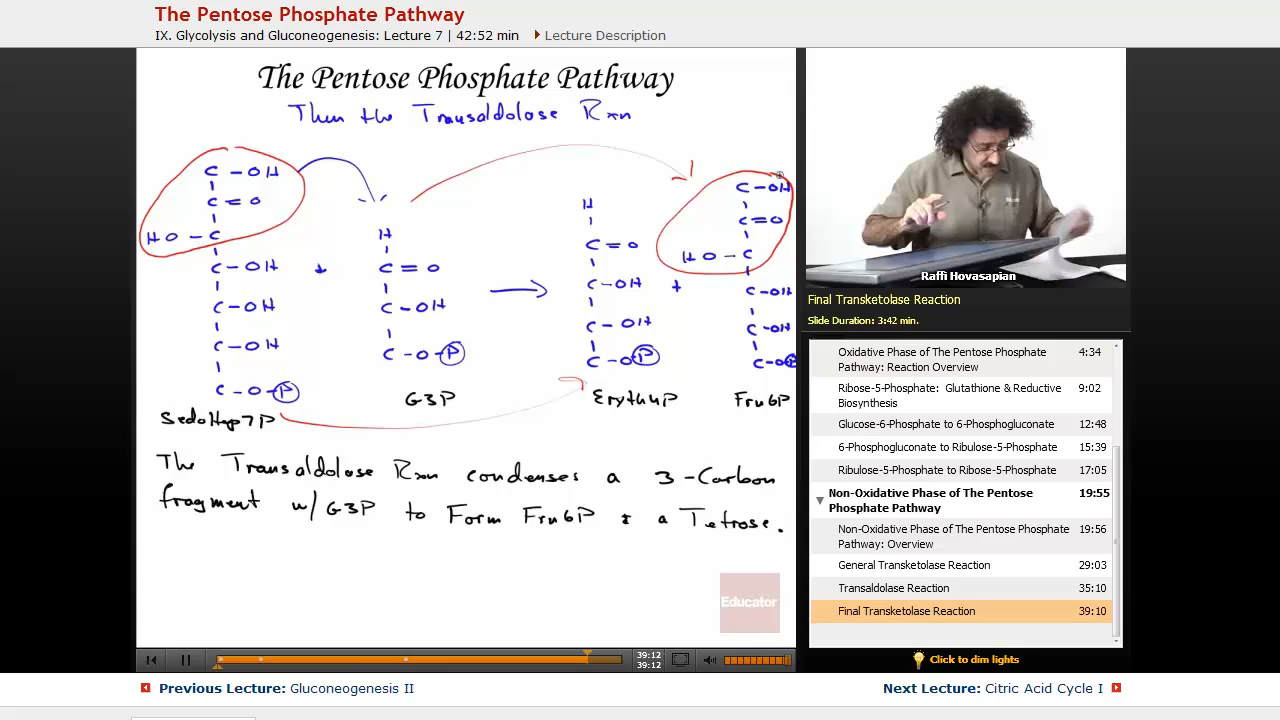 The Pentose Phosphate Pathway
IX. Glycolysis and Gluconeogenesis: Lecture 7 | 42:52 min
Lecture Description
The Pentose Phosphate Pathway
Then the Transaldolase Rxn
C - OH
C = O
HO - C
C - OH
C - OH
C - OH
C - O - P
SedoHep7P
+
H
C = O
C - OH
C - O - P
G3P
H
C = O
C - OH
C - OH
C - O P
Eryth4P
+
C - OH
C = O
HO - C
C - OH
C - OH
C - O P
Fru6P
The Transaldolase Rxn condenses a 3-Carbon
fragment w/ G3P to Form Fru6P & a Tetrose.
Educator
Raffi Hovasapian
Final Transketolase Reaction
Slide Duration: 3:42 min.
Oxidative Phase of The Pentose Phosphate
Pathway: Reaction Overview 4:34
Ribose-5-Phosphate: Glutathione & Reductive
Biosynthesis 9:02
Glucose-6-Phosphate to 6-Phosphogluconate 12:48
6-Phosphogluconate to Ribulose-5-Phosphate 15:39
Ribulose-5-Phosphate to Ribose-5-Phosphate 17:05
Non-Oxidative Phase of The Pentose
Phosphate Pathway 19:55
Non-Oxidative Phase of The Pentose Phosphate
Pathway: Overview 19:56
General Transketolase Reaction 29:03
Transaldolase Reaction 35:10
Final Transketolase Reaction 39:10
39:12
39:12
Click to dim lights
Previous Lecture: Gluconeogenesis II
Next Lecture: Citric Acid Cycle I